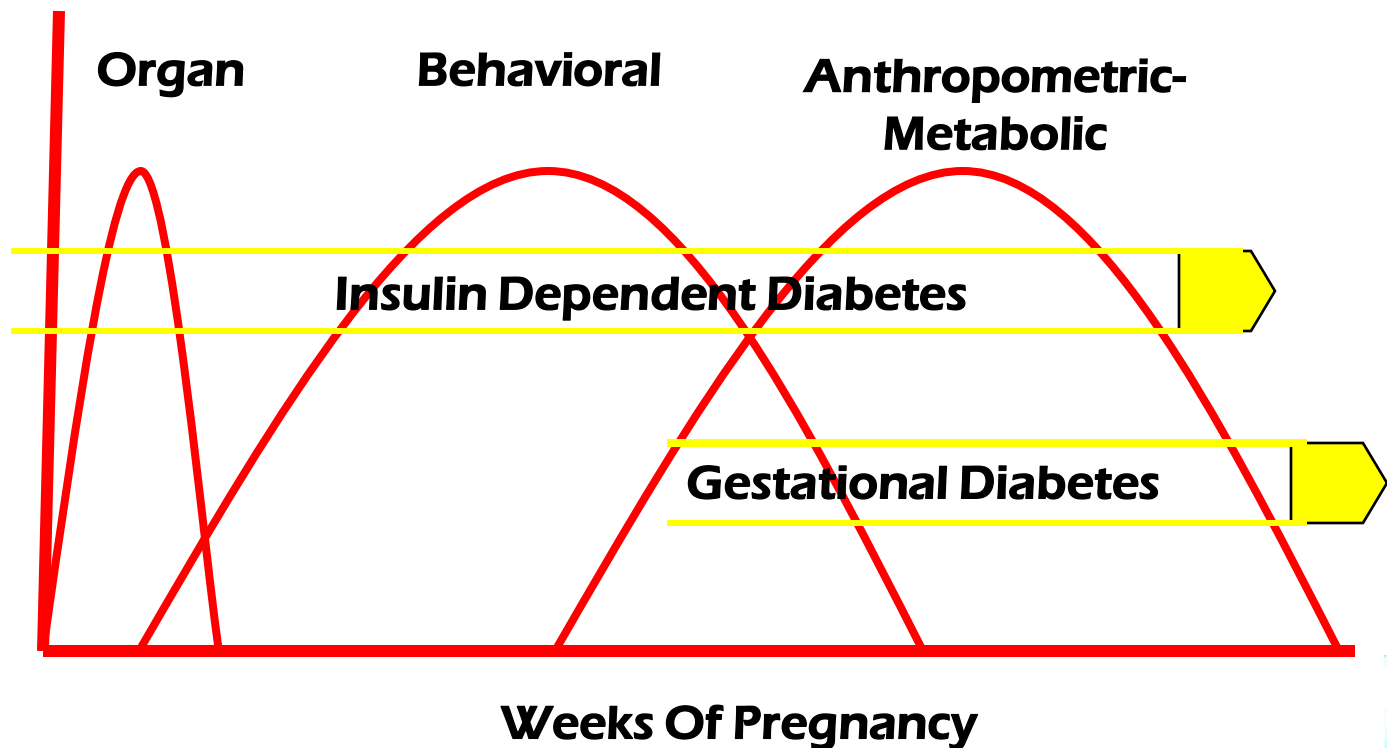 Organ
Behavioral
Anthropometric-
Metabolic
Insulin Dependent Diabetes
Gestational Diabetes
Weeks Of Pregnancy